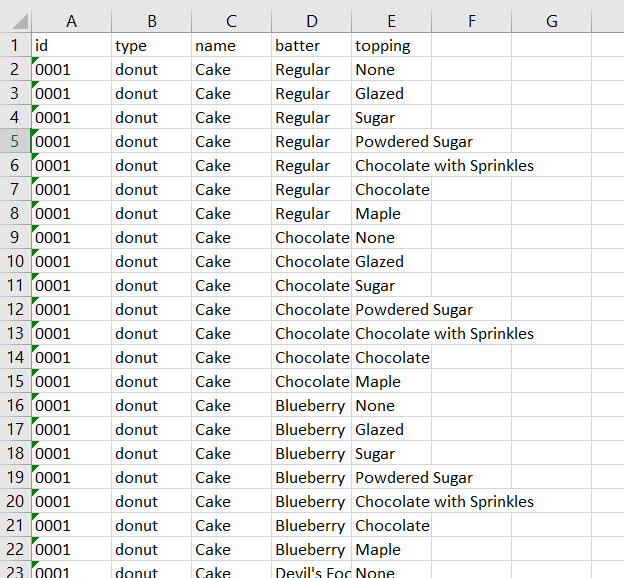 A B C D E F G
1 id type name batter topping
2 0001 donut Cake Regular None
3 0001 donut Cake Regular Glazed
4 0001 donut Cake Regular Sugar
5 0001 donut Cake Regular Powdered Sugar
6 0001 donut Cake Regular Chocolate with Sprinkles
7 0001 donut Cake Regular Chocolate
8 0001 donut Cake Regular Maple
9 0001 donut Cake Chocolate None
10 0001 donut Cake Chocolate Glazed
11 0001 donut Cake Chocolate Sugar
12 0001 donut Cake Chocolate Powdered Sugar
13 0001 donut Cake Chocolate Chocolate with Sprinkles
14 0001 donut Cake Chocolate Chocolate
15 0001 donut Cake Chocolate Maple
16 0001 donut Cake Blueberry None
17 0001 donut Cake Blueberry Glazed
18 0001 donut Cake Blueberry Sugar
19 0001 donut Cake Blueberry Powdered Sugar
20 0001 donut Cake Blueberry Chocolate with Sprinkles
21 0001 donut Cake Blueberry Chocolate
22 0001 donut Cake Blueberry Maple
23 0001 donut Cake Devil's Foo None